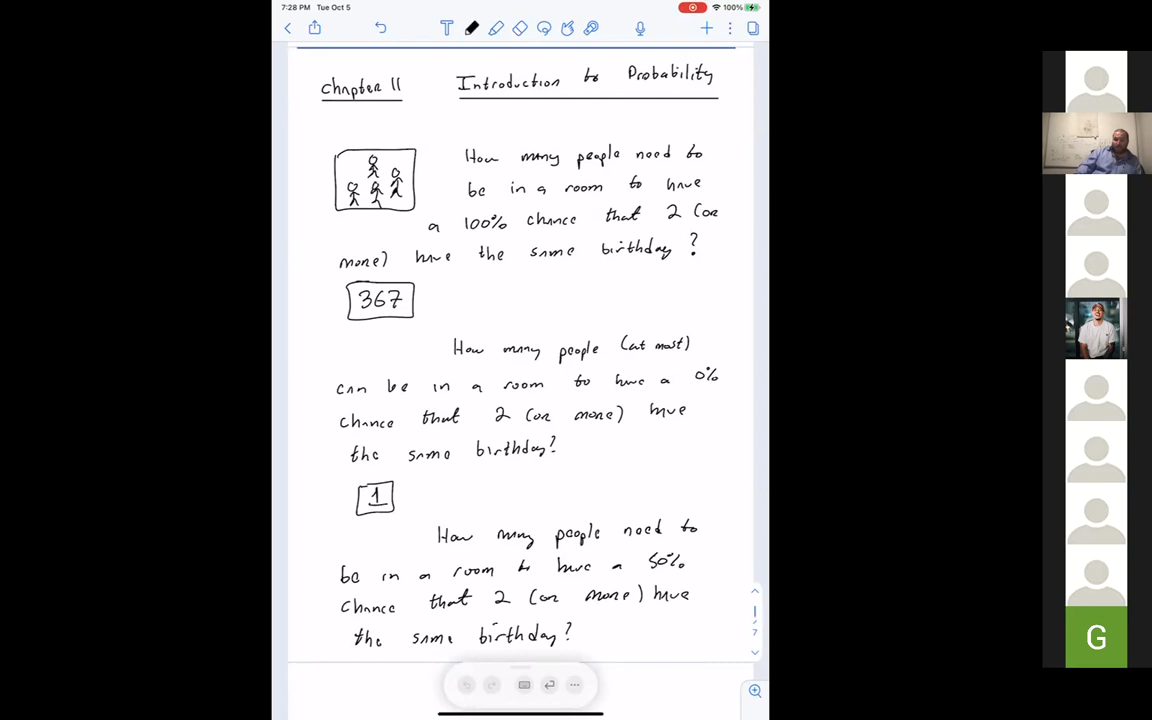 7:28 PM Tue Oct 5
100%
T
Chapter 11 Introduction to Probability
How many people need to
be in a room to have
a 100% chance that 2 (or
more) have the same birthday?
367
How many people (at most)
can be in a room to have a 0%
chance that 2 (or more) have
the same birthday?
1
How many people need to
be in a room to have a 50%
chance that 2 (or more) have
the same birthday?
1
7
G